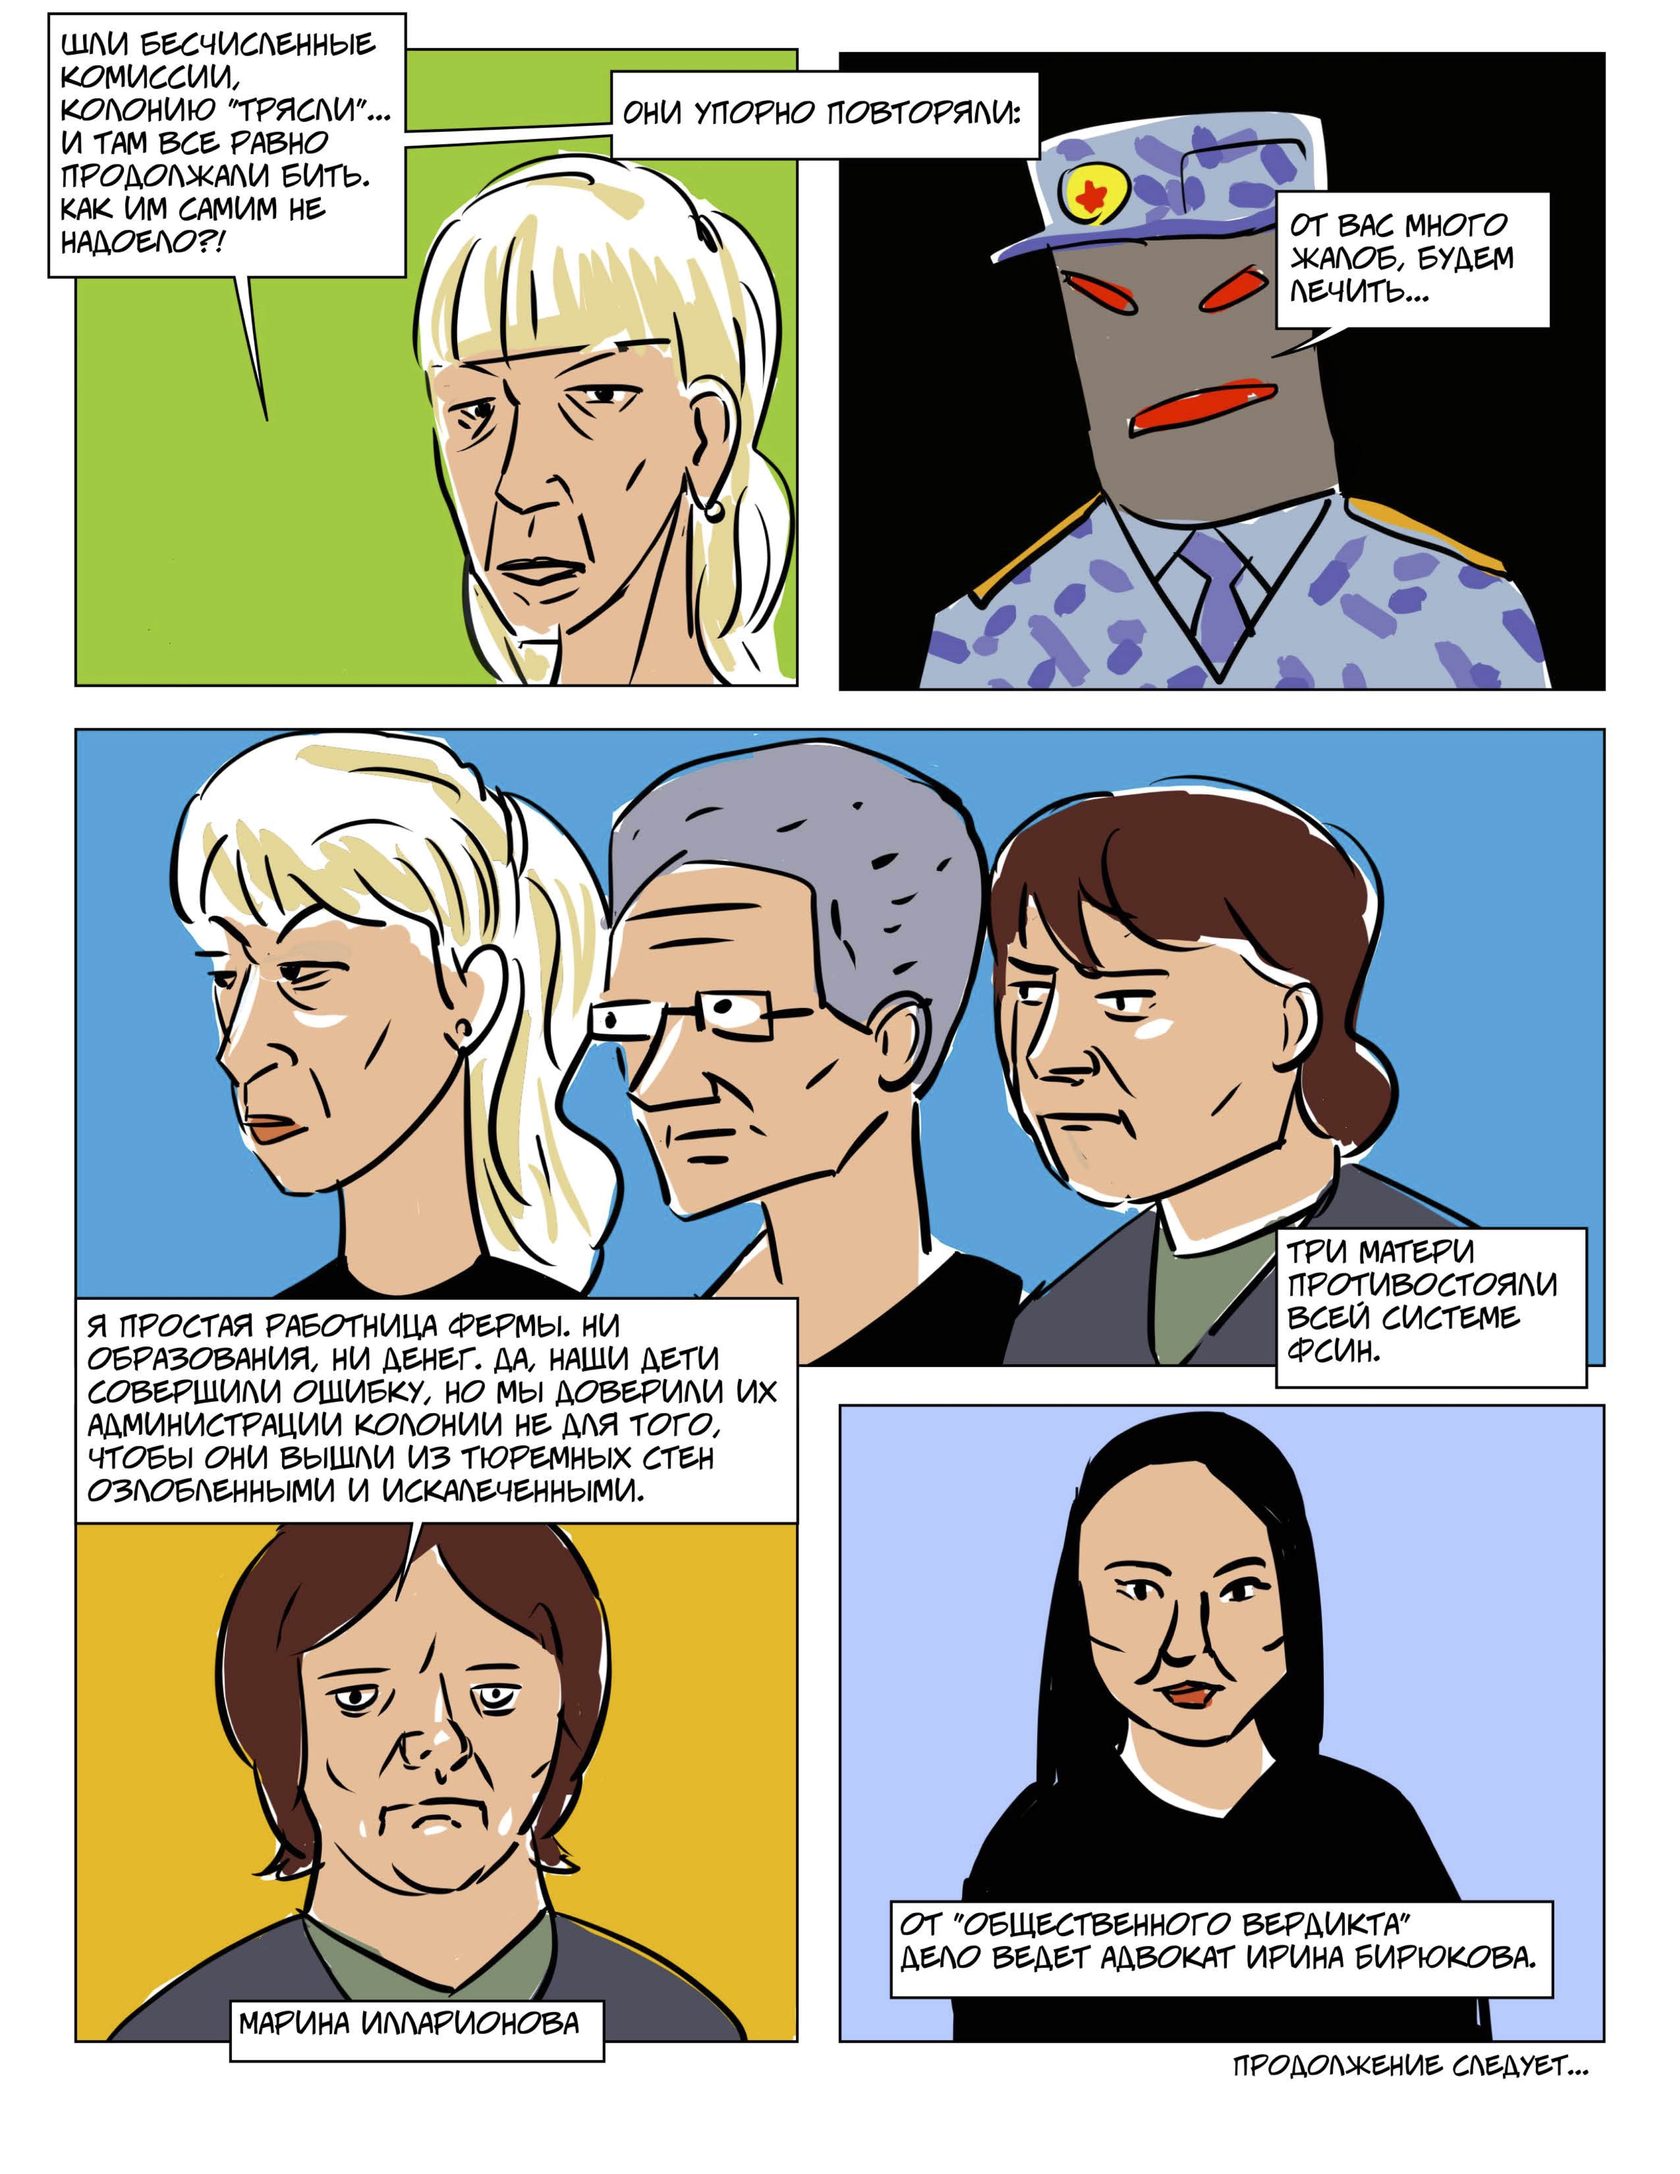 ШЛИ БЕСЧИСЛЕННЫЕ
КОМИССИИ,
КОЛОНИЮ "ТРЯСЛИ"...
И ТАМ ВСЕ РАВНО
ПРОДОЛЖАЛИ БИТЬ.
КАК ИМ САМИМ НЕ
НАДОЕЛО?!
ОНИ УПОРНО ПОВТОРЯЛИ:
ОТ ВАС МНОГО
ЖАЛОБ, БУДЕМ
ЛЕЧИТЬ...
ТРИ МАТЕРИ
ПРОТИВОСТОЯЛИ
ВСЕЙ СИСТЕМЕ
ФСИН.
Я ПРОСТАЯ РАБОТНИЦА ФЕРМЫ. НИ
ОБРАЗОВАНИЯ, НИ ДЕНЕГ. ДА, НАШИ ДЕТИ
СОВЕРШИЛИ ОШИБКУ, НО МЫ ДОВЕРИЛИ ИХ
АДМИНИСТРАЦИИ КОЛОНИИ НЕ ДЛЯ ТОГО,
ЧТОБЫ ОНИ ВЫШЛИ ИЗ ТЮРЕМНЫХ СТЕН
ОЗЛОБЛЕННЫМИ И ИСКАЛЕЧЕННЫМИ.
МАРИНА ИЛЛАРИОНОВА
ОТ "ОБЩЕСТВЕННОГО ВЕРДИКТА"
ДЕЛО ВЕДЕТ АДВОКАТ ИРИНА БИРЮКОВА.
ПРОДОЛЖЕНИЕ СЛЕДУЕТ...